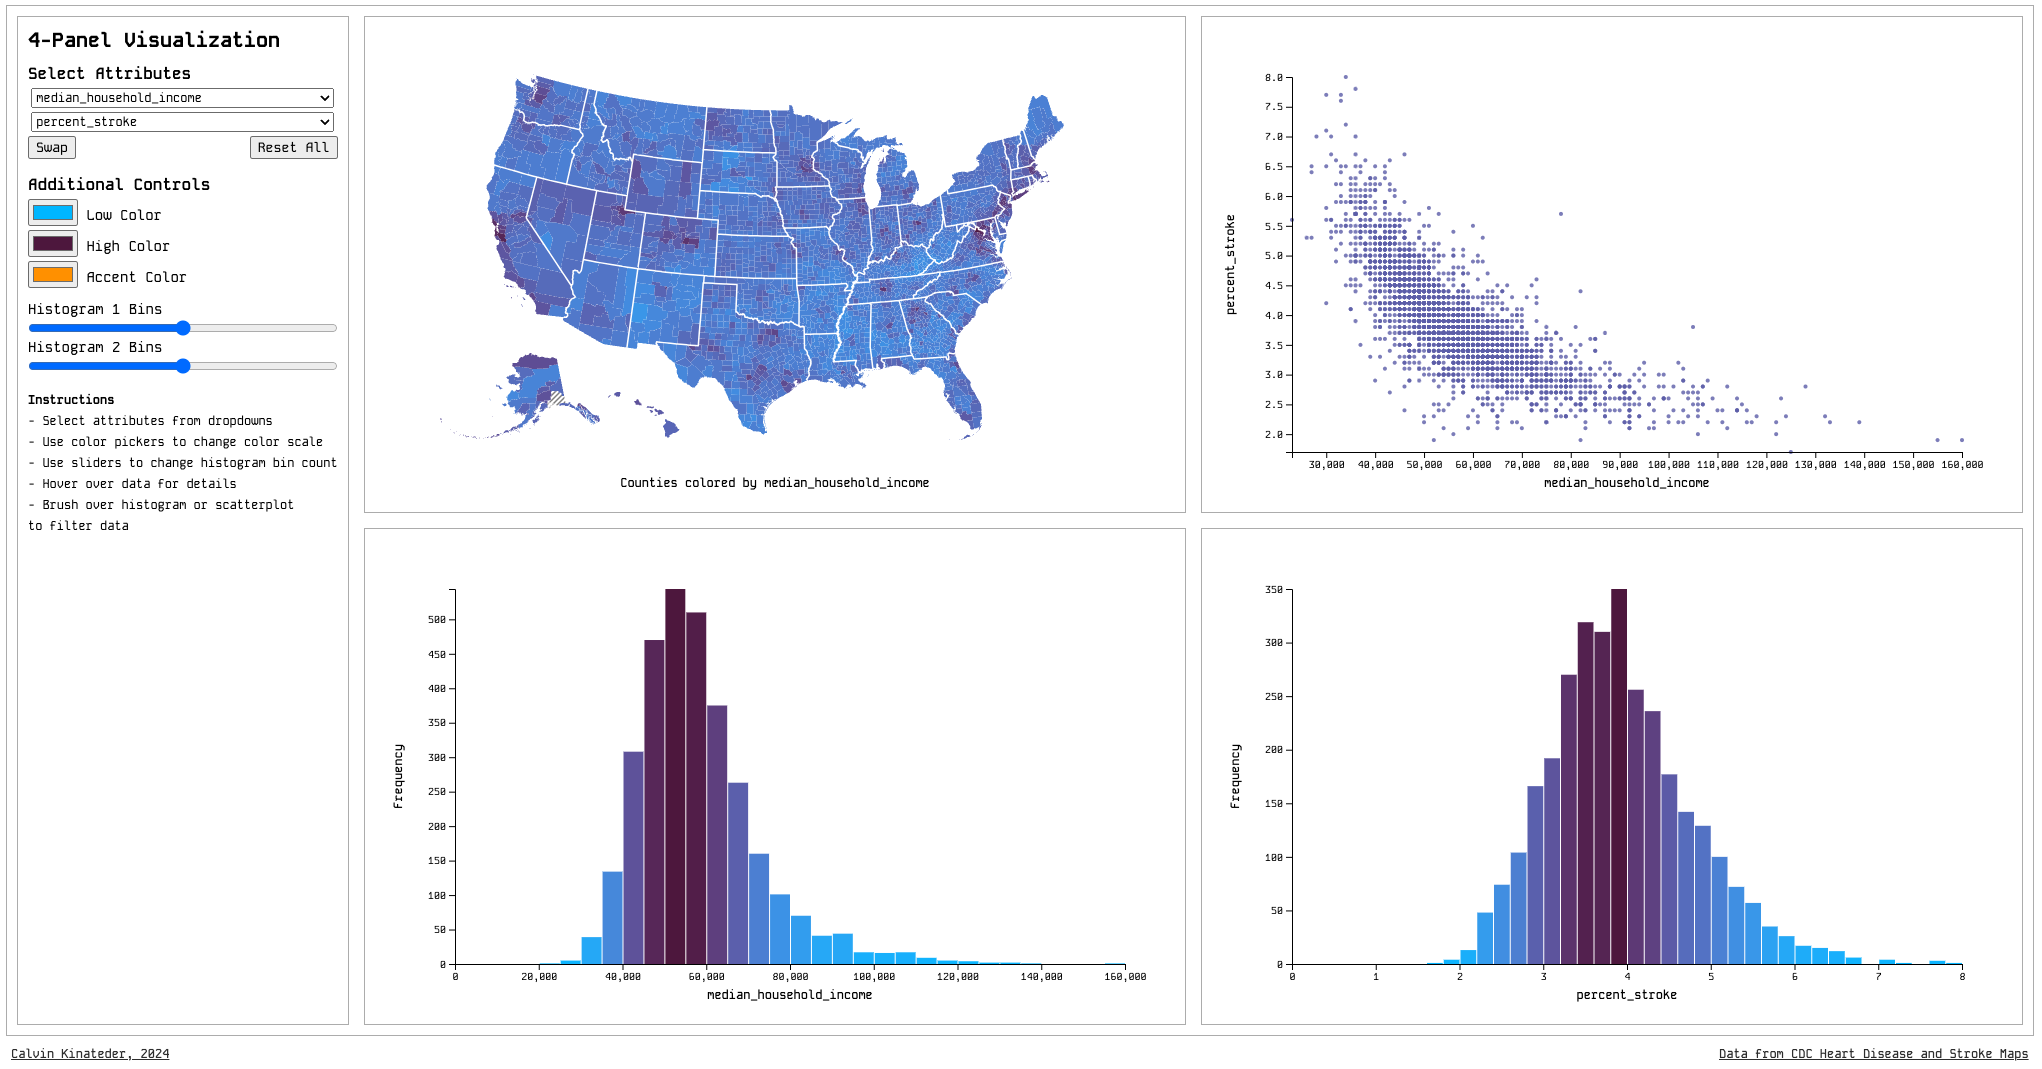 4-Panel Visualization
Select Attributes
median_household_income
percent_stroke
Swap
Reset All
Additional Controls
Low Color
High Color
Accent Color
Histogram 1 Bins
Histogram 2 Bins
Instructions
- Select attributes from dropdowns
- Use color pickers to change color scale
- Use sliders to change histogram bin count
- Hover over data for details
- Brush over histogram or scatterplot
to filter data
Counties colored by median_household_income
8.0
7.5
7.0
6.5
6.0
5.5
5.0
4.5
4.0
3.5
3.0
2.5
2.0
percent_stroke
30,000 40,000 50,000 60,000 70,000 80,000 90,000 100,000 110,000 120,000 130,000 140,000 150,000 160,000
median_household_income
500
450
400
350
300
250
200
150
100
50
0
frequency
0 20,000 40,000 60,000 80,000 100,000 120,000 140,000 160,000
median_household_income
350
300
250
200
150
100
50
0
frequency
0 1 2 3 4 5 6 7 8
percent_stroke
Calvin Kinateder, 2024
Data from CDC Heart Disease and Stroke Maps